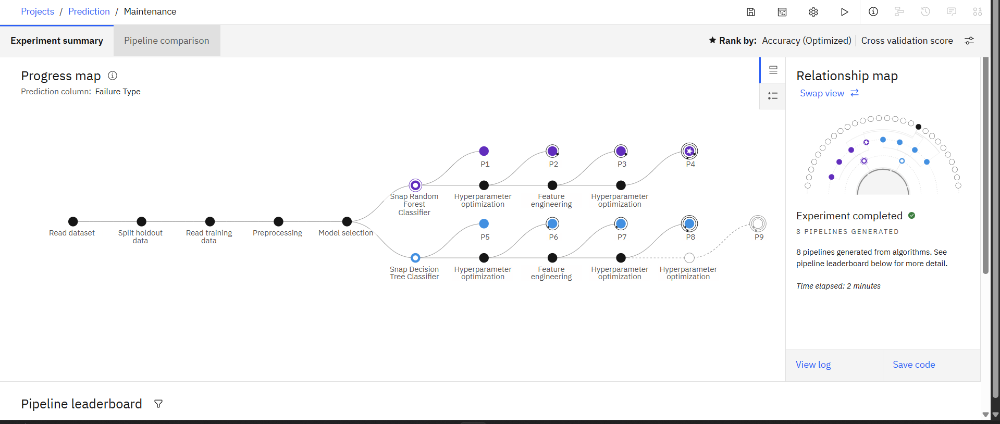 Projects / Prediction / Maintenance
Experiment summary
Pipeline comparison
Rank by: Accuracy (Optimized) | Cross validation score
Progress map
Prediction column: Failure Type
P1
P2
P3
P4
Snap Random
Forest
Classifier
Hyperparameter
optimization
Feature
engineering
Hyperparameter
optimization
Read dataset
Split holdout
data
Read training
data
Preprocessing
Model selection
P5
P6
P7
P8
P9
Snap Decision
Tree Classifier
Hyperparameter
optimization
Feature
engineering
Hyperparameter
optimization
Hyperparameter
optimization
Relationship map
Swap view
Experiment completed
8 PIPELINES GENERATED
8 pipelines generated from algorithms. See
pipeline leaderboard below for more detail.
Time elapsed: 2 minutes
View log
Save code
Pipeline leaderboard